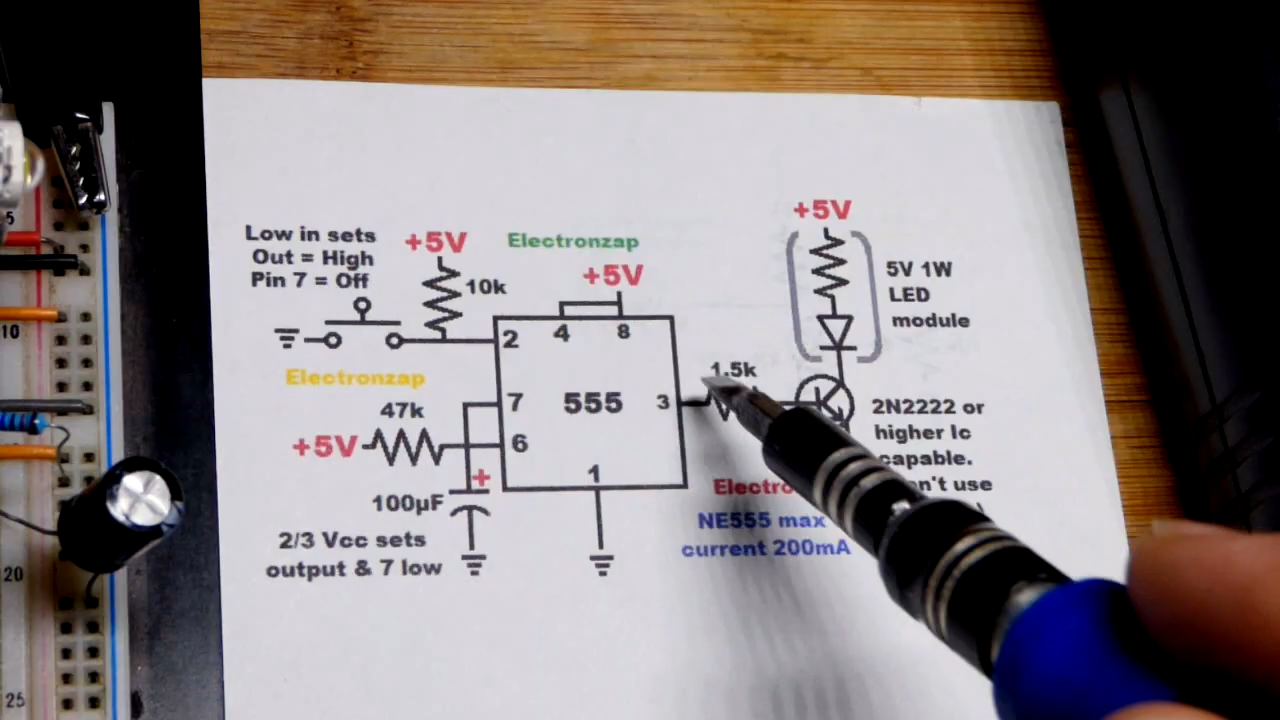 Low in sets
Out = High
Pin 7 = Off
+5V
10k
Electronzap
+5V
+5V
5V 1W
LED
module
2
4
8
Electronzap
47k
+5V
7
6
555
3
1
1.5k
2N2222 or
higher Ic
capable.
n't use
+
100µF
2/3 Vcc sets
output & 7 low
Electro
NE555 max
current 200mA
5
10
20
25